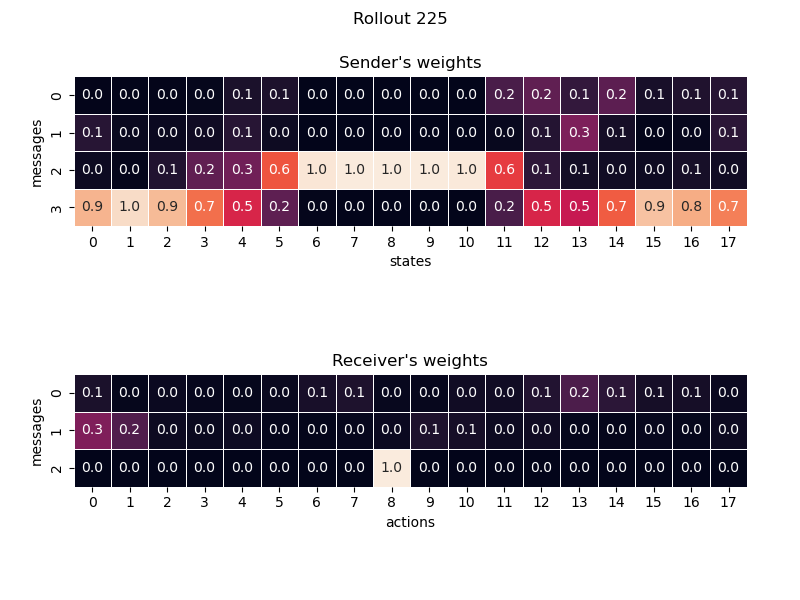 Rollout 225
Sender's weights
messages
0 0.0 0.0 0.0 0.0 0.1 0.1 0.0 0.0 0.0 0.0 0.0 0.2 0.2 0.1 0.2 0.1 0.1 0.1
1 0.1 0.0 0.0 0.0 0.1 0.0 0.0 0.0 0.0 0.0 0.0 0.0 0.1 0.3 0.1 0.0 0.0 0.1
2 0.0 0.0 0.1 0.2 0.3 0.6 1.0 1.0 1.0 1.0 1.0 0.6 0.1 0.1 0.0 0.0 0.1 0.0
3 0.9 1.0 0.9 0.7 0.5 0.2 0.0 0.0 0.0 0.0 0.0 0.2 0.5 0.5 0.7 0.9 0.8 0.7
0 1 2 3 4 5 6 7 8 9 10 11 12 13 14 15 16 17
states
Receiver's weights
messages
0 0.1 0.0 0.0 0.0 0.0 0.0 0.1 0.1 0.0 0.0 0.0 0.0 0.1 0.2 0.1 0.1 0.1 0.0
1 0.3 0.2 0.0 0.0 0.0 0.0 0.0 0.0 0.0 0.1 0.1 0.0 0.0 0.0 0.0 0.0 0.0 0.0
2 0.0 0.0 0.0 0.0 0.0 0.0 0.0 0.0 1.0 0.0 0.0 0.0 0.0 0.0 0.0 0.0 0.0 0.0
0 1 2 3 4 5 6 7 8 9 10 11 12 13 14 15 16 17
actions